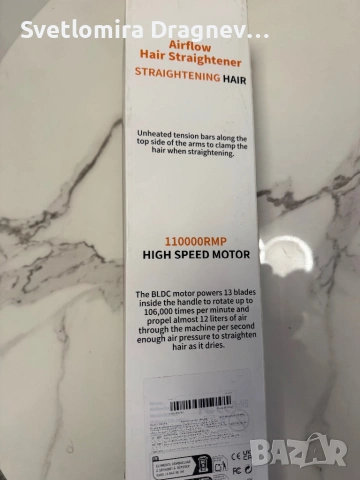 Svetlomira Dragnev...
Airflow
Hair Straightener
STRAIGHTENING HAIR
Unheated tension bars along the
top side of the arms to clamp the
hair when straightening.
110000RMP
HIGH SPEED MOTOR
The BLDC motor powers 13 blades
inside the handle to rotate up to
106,000 times per minute and
propel almost 12 liters of air
through the machine per second
enough air pressure to straighten
hair as it dries.
BAZAR
bg